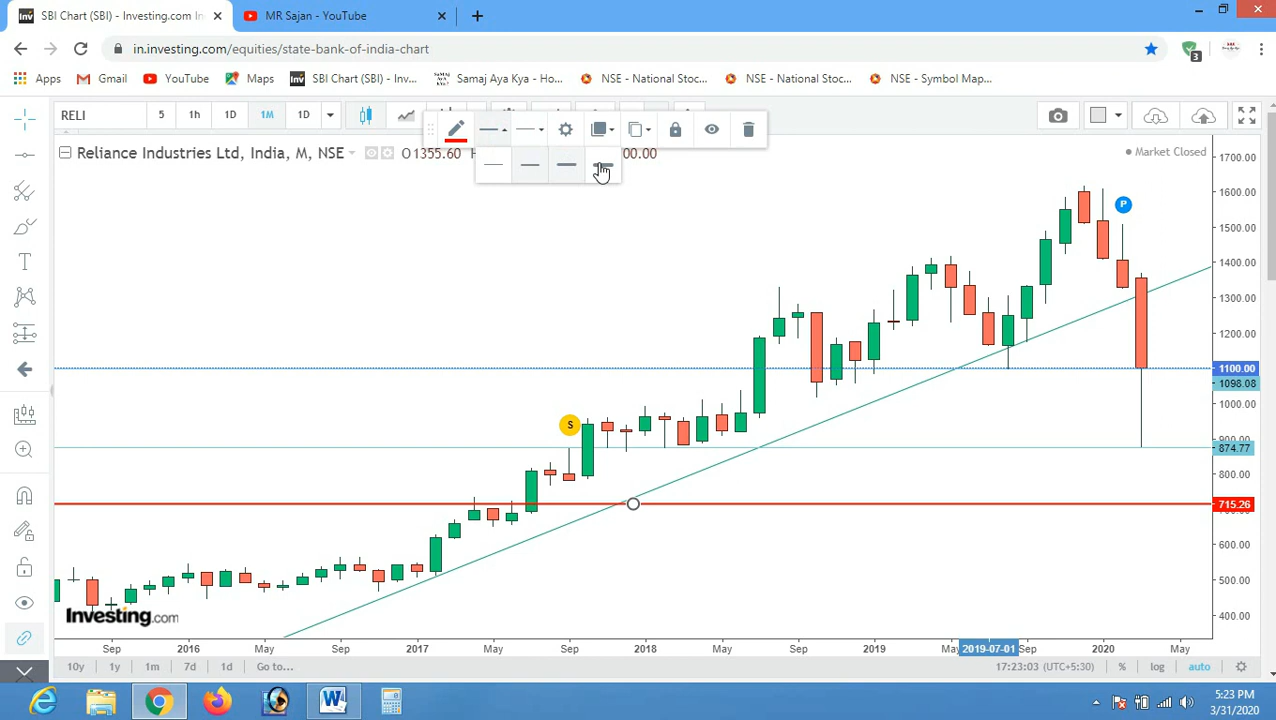 SBI Chart (SBI) - Investing.com In
MR Sajan - YouTube
in.investing.com/equities/state-bank-of-india-chart
3
Apps
Gmail
YouTube
Maps
SBI Chart (SBI) - Inv...
Samaj Aya Kya - Ho...
NSE - National Stoc...
NSE - National Stoc...
NSE - Symbol Map...
RELI
5
1h
1D
1M
1D
Reliance Industries Ltd, India, M, NSE
O1355.60
00.00
Market Closed
1700.00
1600.00
P
1500.00
1400.00
1300.00
1200.00
1100.00
1098.08
1000.00
S
874.77
800.00
715.26
600.00
500.00
400.00
Investing.com
Sep
2016
May
Sep
2017
May
Sep
2018
May
Sep
2019
May
2019-07-01
Sep
2020
May
10y
1y
1m
7d
1d
Go to...
17:23:03 (UTC+5:30)
%
log
auto
5:23 PM
3/31/2020